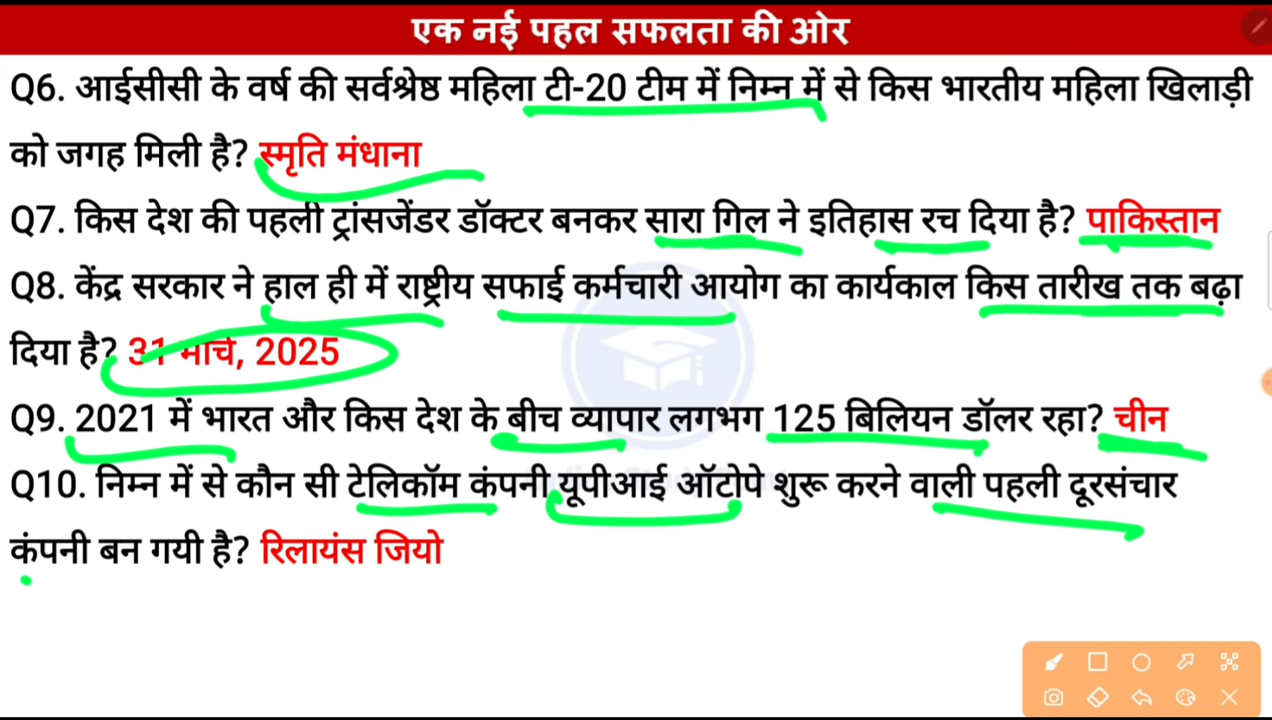 एक नई पहल सफलता की ओर
Q6. आईसीसी के वर्ष की सर्वश्रेष्ठ महिला टी-20 टीम में निम्न में से किस भारतीय महिला खिलाड़ी
को जगह मिली है? स्मृति मंधाना
Q7. किस देश की पहली ट्रांसजेंडर डॉक्टर बनकर सारा गिल ने इतिहास रच दिया है? पाकिस्तान
Q8. केंद्र सरकार ने हाल ही में राष्ट्रीय सफाई कर्मचारी आयोग का कार्यकाल किस तारीख तक बढ़ा
दिया है? 31 मार्च, 2025
Q9. 2021 में भारत और किस देश के बीच व्यापार लगभग 125 बिलियन डॉलर रहा? चीन
Q10. निम्न में से कौन सी टेलिकॉम कंपनी यूपीआई ऑटोपे शुरू करने वाली पहली दूरसंचार
कंपनी बन गयी है? रिलायंस जियो